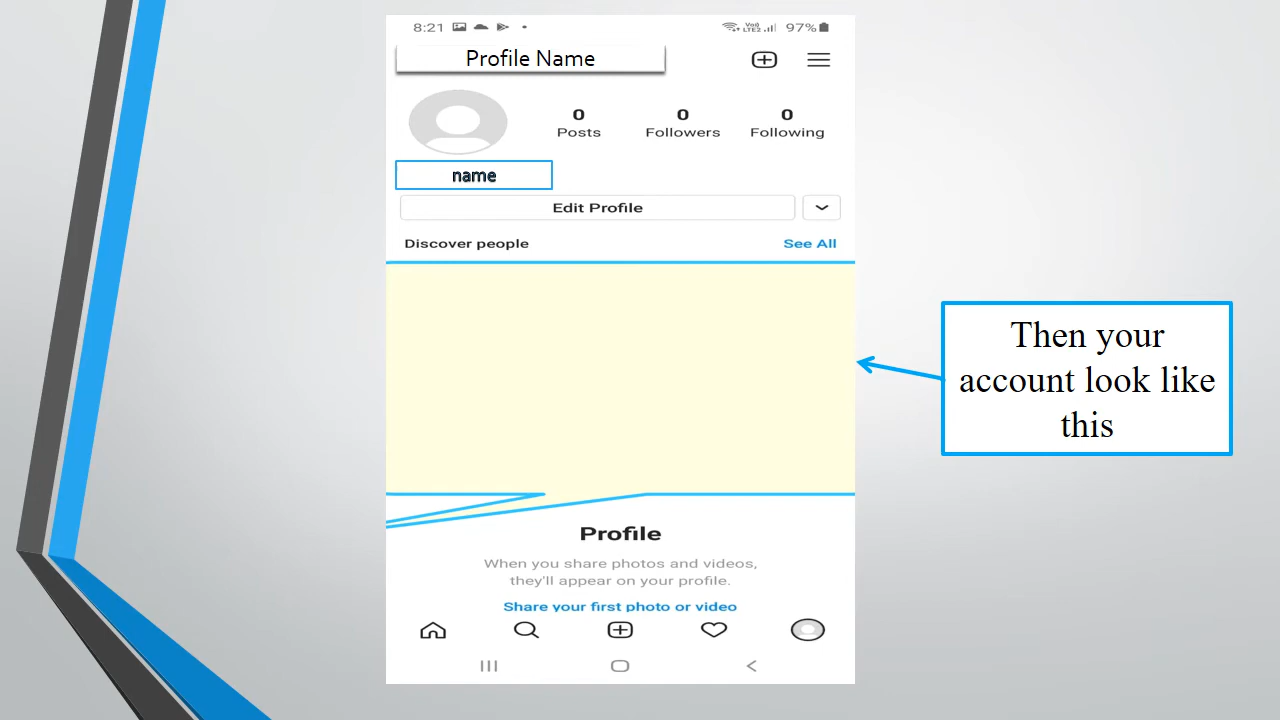 8:21 97%
Profile Name
0 0 0
Posts Followers Following
name
Edit Profile
Discover people See All
Then your
account look like
this
Profile
When you share photos and videos,
they'll appear on your profile.
Share your first photo or video